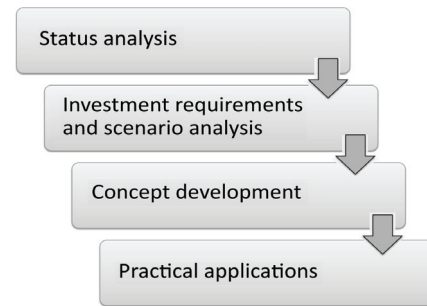 Status analysis
Investment requirements
and scenario analysis
Concept development
Practical applications